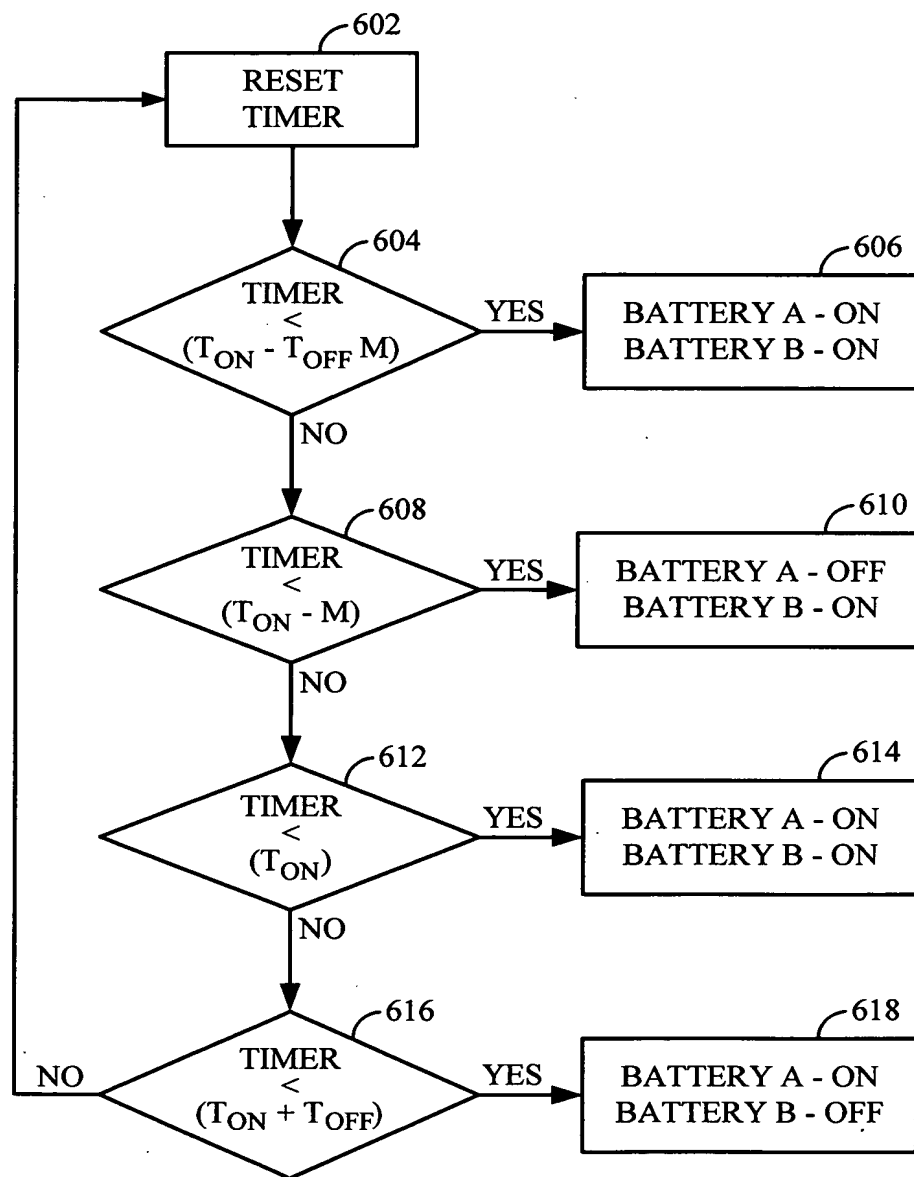 602
RESET
TIMER
604
TIMER
<
(TON - TOFF M)
YES
NO
606
BATTERY A - ON
BATTERY B - ON
608
TIMER
<
(TON - M)
YES
NO
610
BATTERY A - OFF
BATTERY B - ON
612
TIMER
<
(TON)
YES
NO
614
BATTERY A - ON
BATTERY B - ON
616
TIMER
<
(TON + TOFF)
NO
YES
618
BATTERY A - ON
BATTERY B - OFF